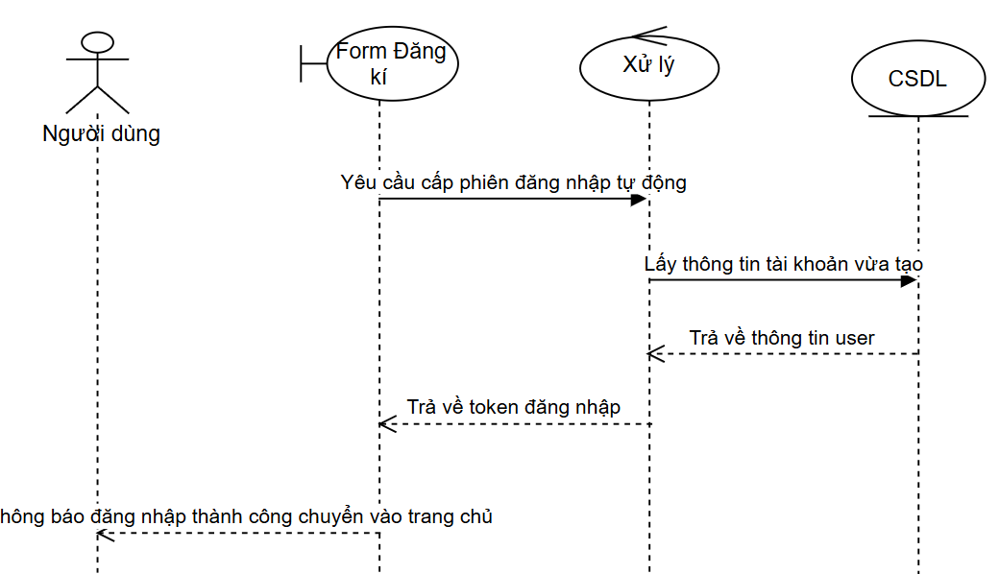 Form Đăng
kí
Xử lý
CSDL
Người dùng
Yêu cầu cấp phiên đăng nhập tự động
Lấy thông tin tài khoản vừa tạo
Trả về thông tin user
Trả về token đăng nhập
hông báo đăng nhập thành công chuyển vào trang chủ